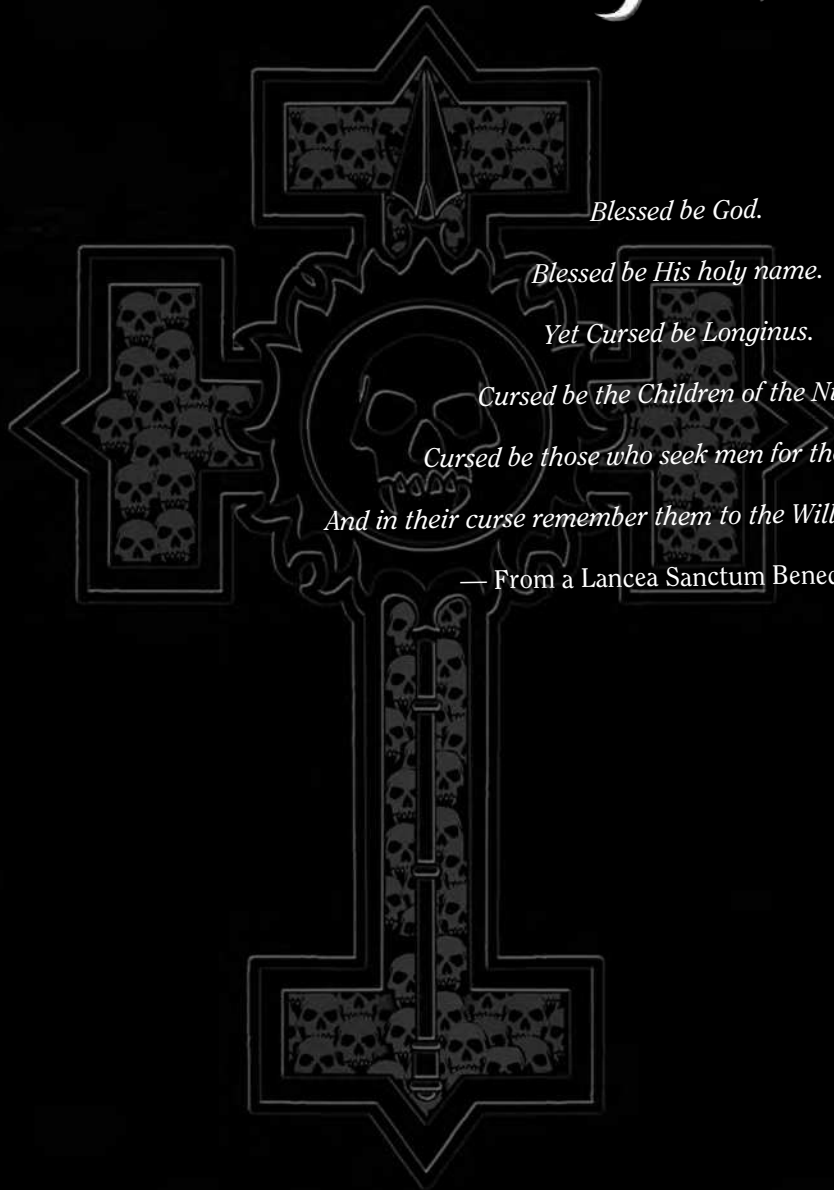 Blessed be God.
Blessed be His holy name.
Yet Cursed be Longinus.
Cursed be the Children of the
Cursed be those who seek men for
And in their curse remember them to the Will
— From a Lancea Sanctum